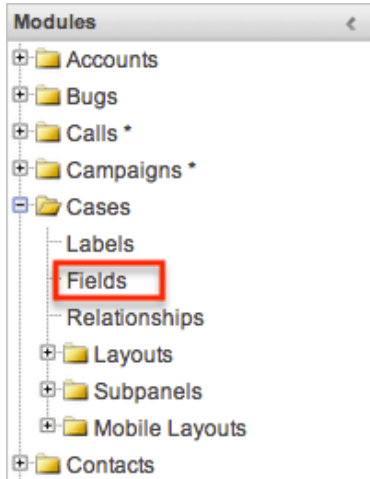 Modules
Accounts
Bugs
Calls *
Campaigns *
Cases
Labels
Fields
Relationships
Layouts
Subpanels
Mobile Layouts
Contacts